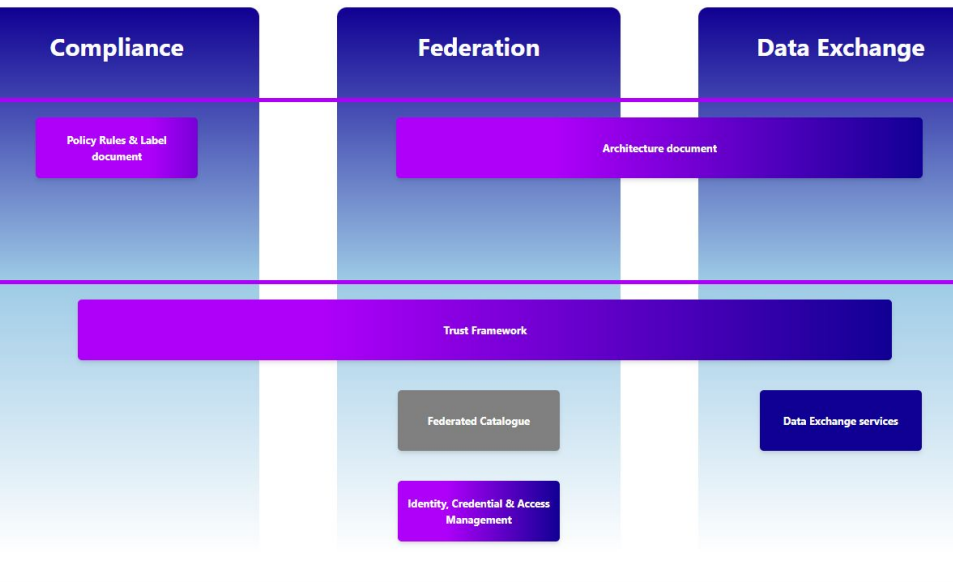 Compliance
Federation
Data Exchange
Policy Rules & Label
document
Architecture document
Trust Framework
Federated Catalogue
Data Exchange services
Identity, Credential & Access
Management